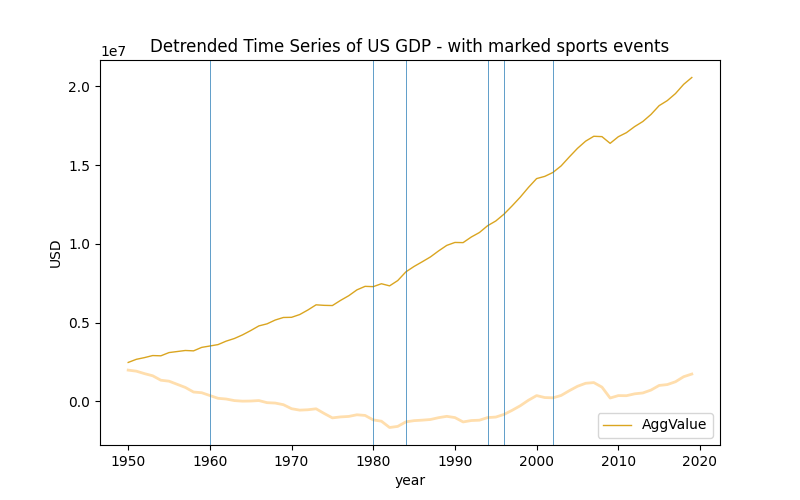 Detrended Time Series of US GDP - with marked sports events
1e7
2.0
1.5
1.0
0.5
0.0
USD
AggValue
1950 1960 1970 1980 1990 2000 2010 2020
year